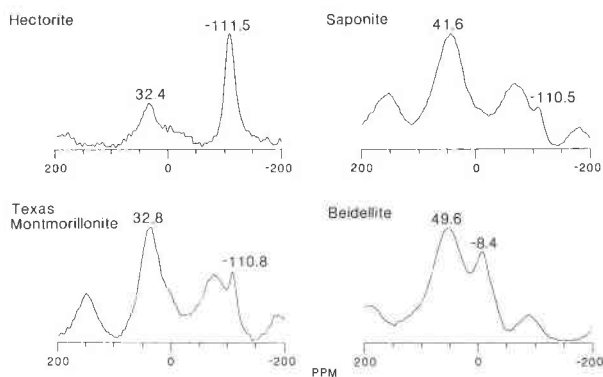 Hectorite
-111.5
32.4
200 0 -200
Saponite
41.6
-110.5
200 0 -200
Texas
Montmorillonite
32.8
-110.8
200 0 -200
Beidellite
49.6
-8.4
200 0 -200
PPM